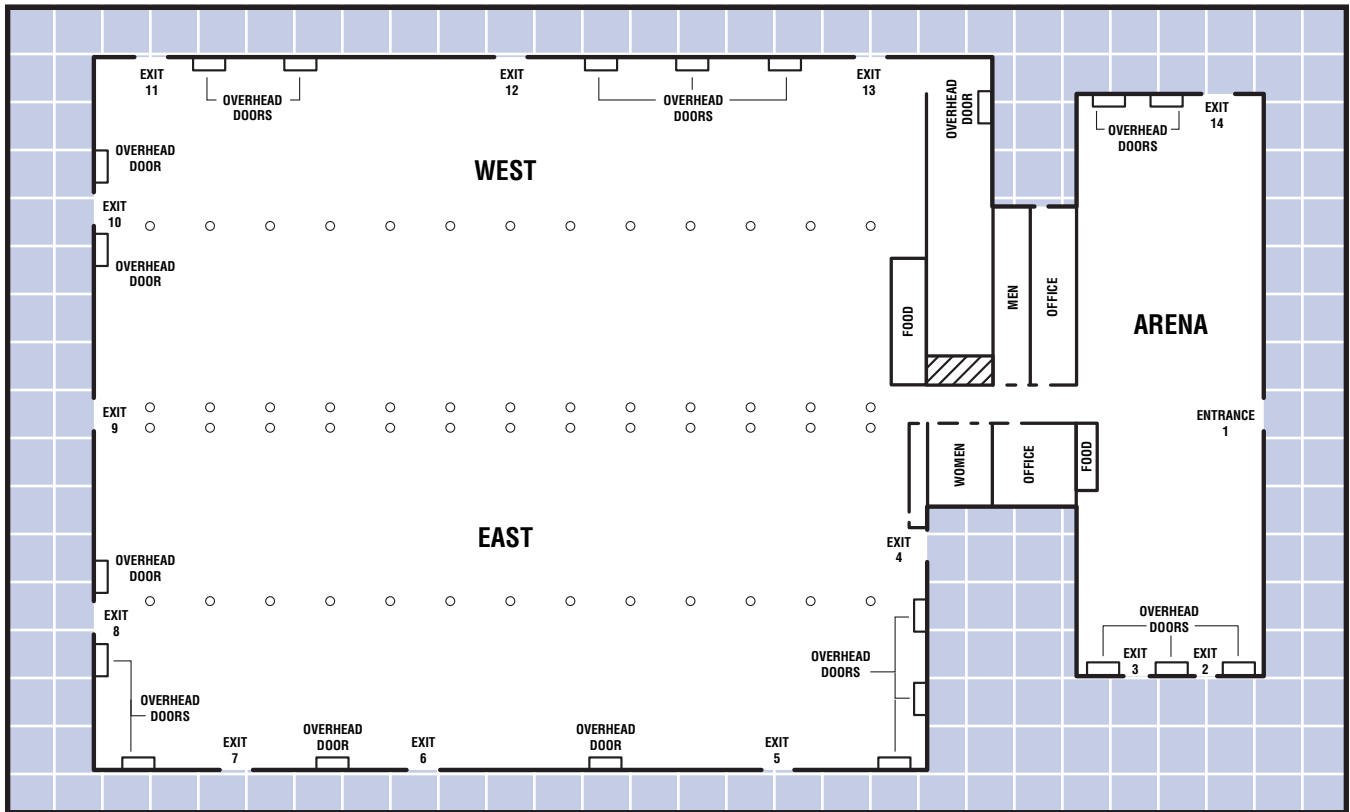 EXIT
11
EXIT
12
EXIT
13
OVERHEAD
DOORS
OVERHEAD
DOORS
OVERHEAD
DOOR
EXIT
14
OVERHEAD
DOORS
OVERHEAD
DOOR
WEST
EXIT
10
OVERHEAD
DOOR
MEN
OFFICE
FOOD
ARENA
EXIT
9
ENTRANCE
1
WOMEN
OFFICE
FOOD
EAST
EXIT
4
OVERHEAD
DOOR
EXIT
8
OVERHEAD
DOORS
EXIT
3
EXIT
2
OVERHEAD
DOORS
OVERHEAD
DOORS
EXIT
7
OVERHEAD
DOOR
EXIT
6
OVERHEAD
DOOR
EXIT
5